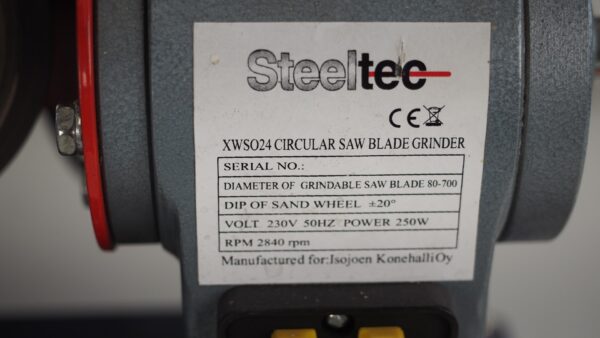 Steeltec
CE
XWSO24 CIRCULAR SAW BLADE GRINDER
SERIAL NO.:
DIAMETER OF GRINDABLE SAW BLADE 80-700
DIP OF SAND WHEEL ±20°
VOLT 230V 50HZ POWER 250W
RPM 2840 rpm
Manufactured for:Isojoen KonehalliOy